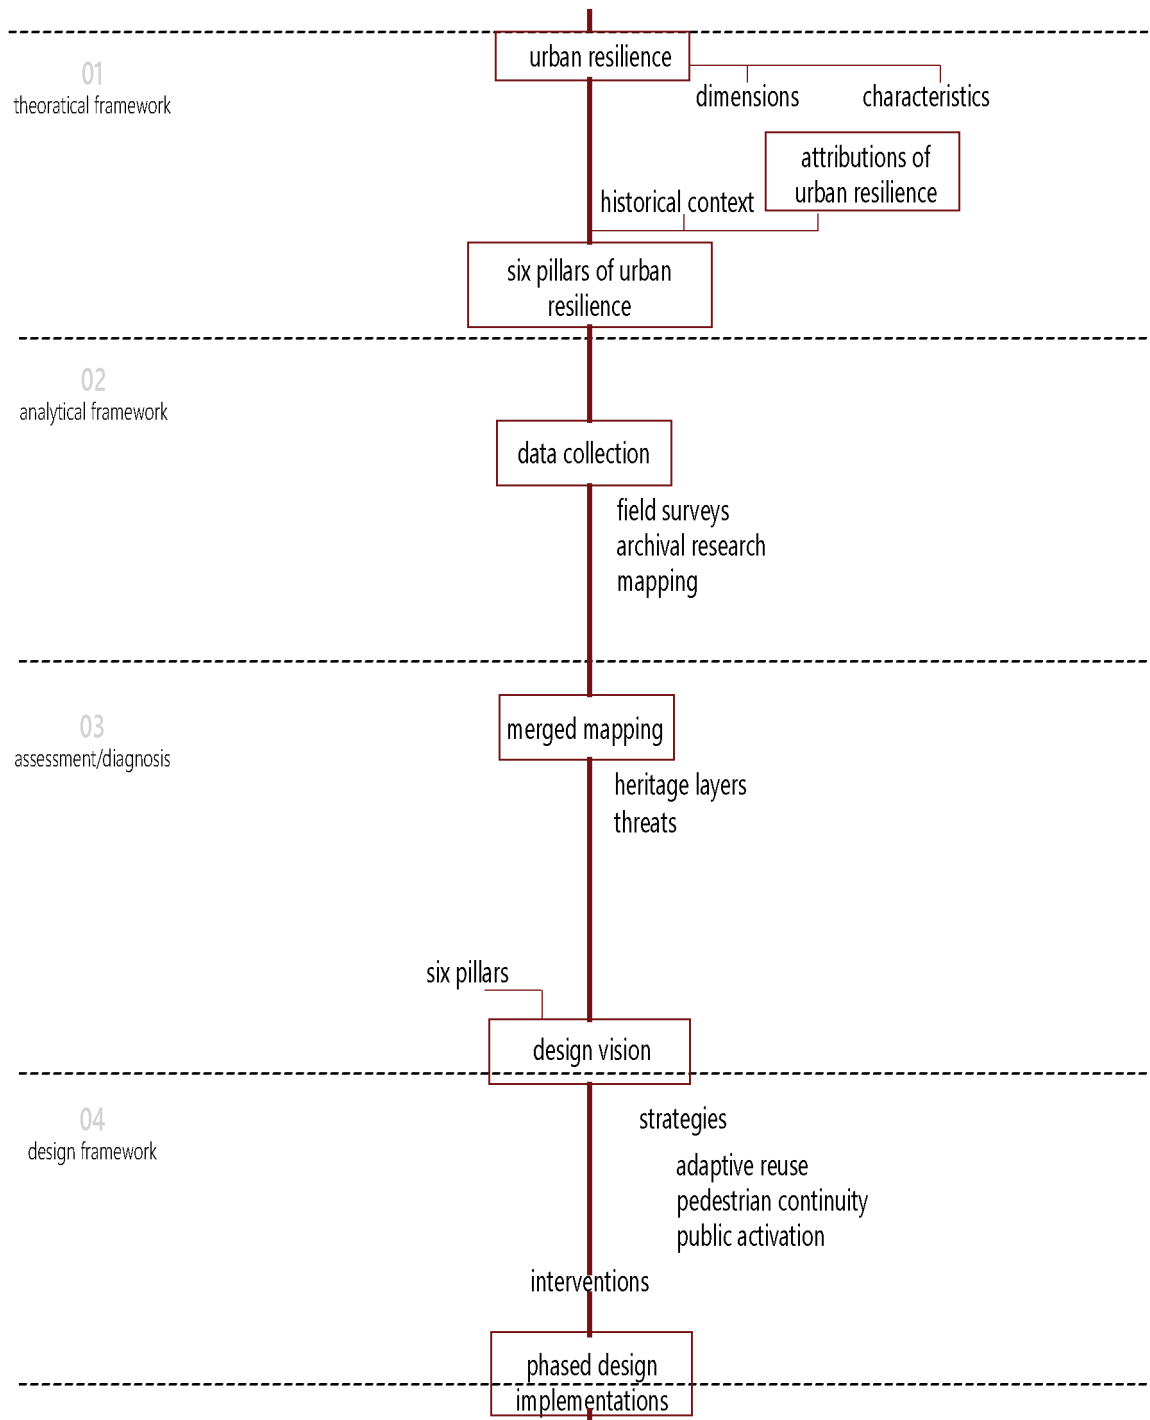 urban resilience
01
theoratical framework
dimensions
characteristics
attributions of
urban resilience
historical context
six pillars of urban
resilience
02
analytical framework
data collection
field surveys
archival research
mapping
03
assessment/diagnosis
merged mapping
heritage layers
threats
six pillars
design vision
04
design framework
strategies
adaptive reuse
pedestrian continuity
public activation
interventions
phased design
implementations